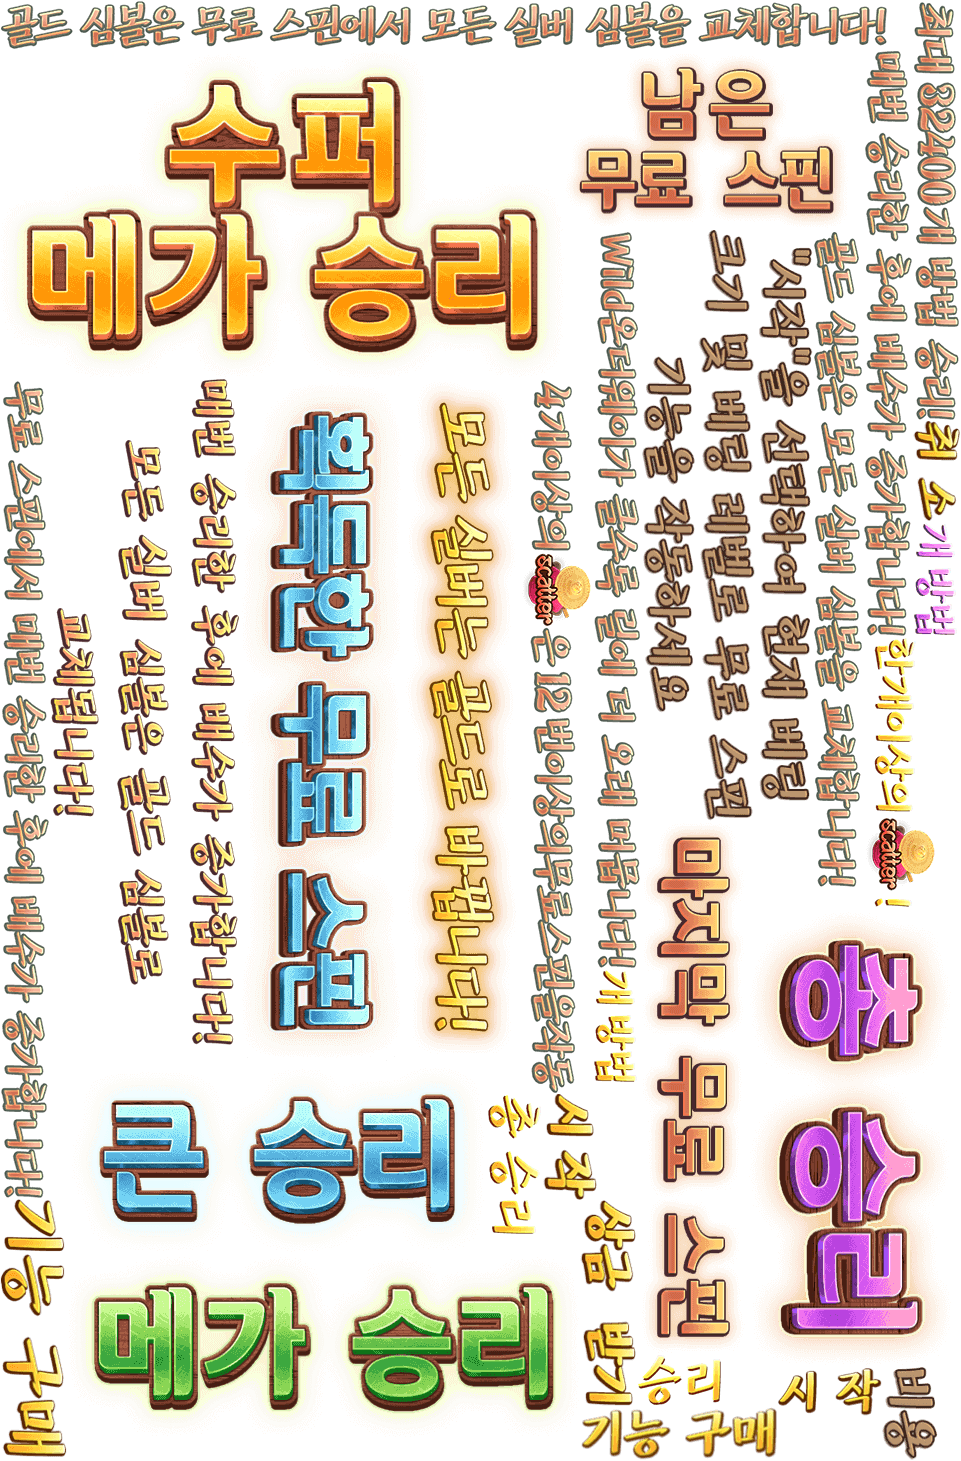 골드 심볼은 무료 스핀에서 모든 실버 심볼을 교체합니다!
수퍼
메가 승리
남은
무료 스핀
최대 32400개 방법 승리!
매번 승리한 후에 배수가 증가합니다!
골드 심볼은 모든 실버 심볼을 교체합니다!
"시작"을 선택하여 현재 베팅
크기 및 베팅 레벨로 무료 스핀
기능을 작동하세요
wild은더웨이가 클수록 릴에 더 오래 머뭅니다!
4개이상의 scatter 은 12번이상의무료스핀을작동
모든 실버는 골드로 바뀝니다!
획득한 무료 스핀
매번 승리한 후에 배수가 증가합니다!
모든 실버 심볼은 골드 심볼로
교체됩니다!
무료 스핀에서 매번 승리한 후에 배수가 증가합니다!
취 소
개 방법
한개이상의 scatter !
개 방법
마지막 무료 스핀
총 승리
큰 승리
시 작
총 승리
메가 승리
상금 받기
기능 구매
승리
기능 구매
시 작
비용